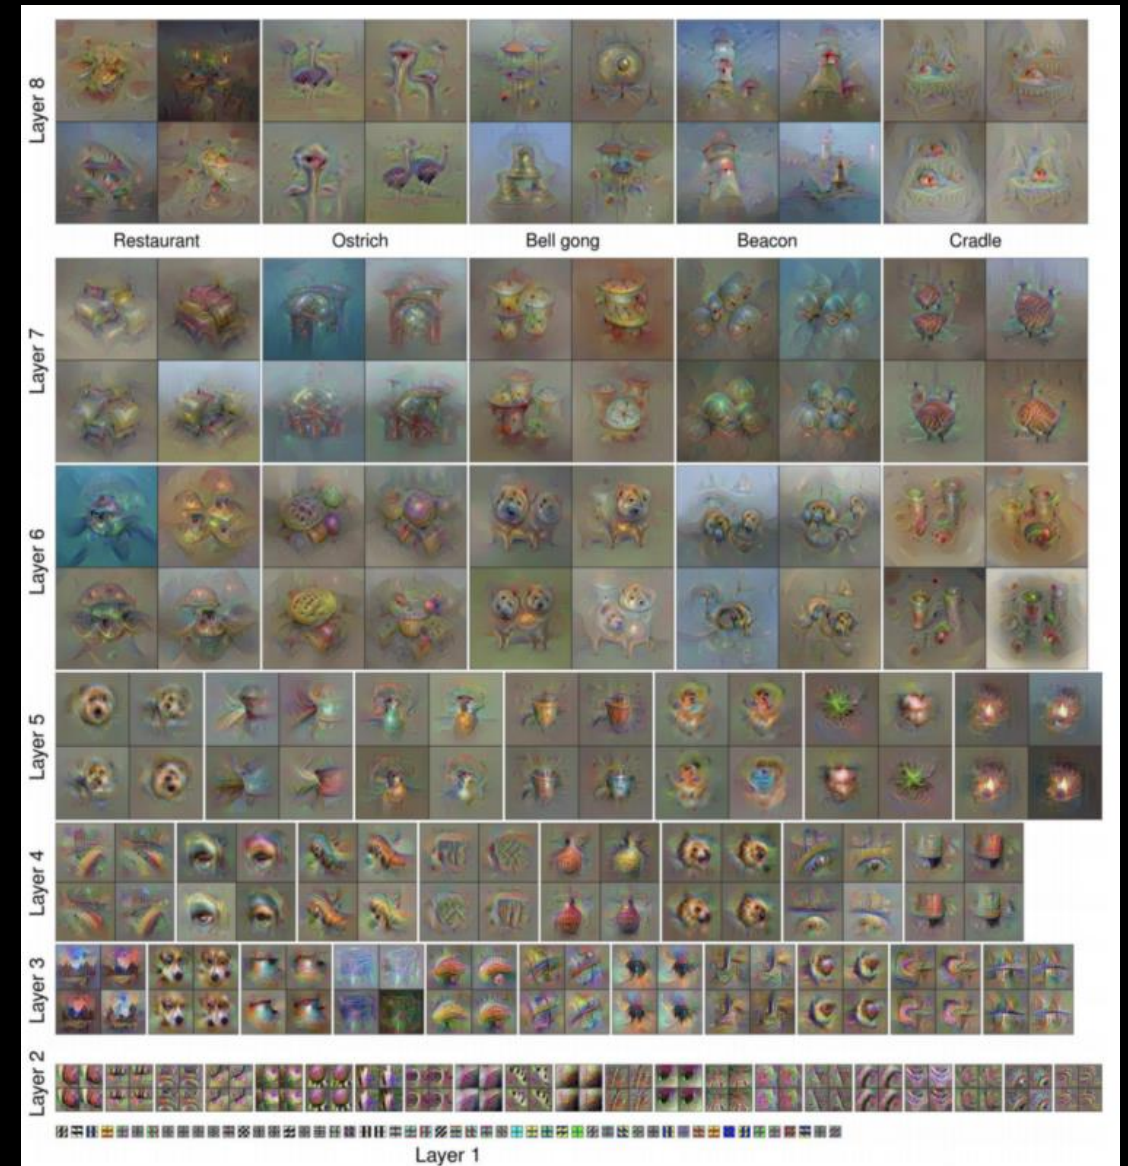 Layer 8
Restaurant Ostrich Bell gong Beacon Cradle
Layer 7
Layer 6
Layer 5
Layer 4
Layer 3
Layer 2
Layer 1